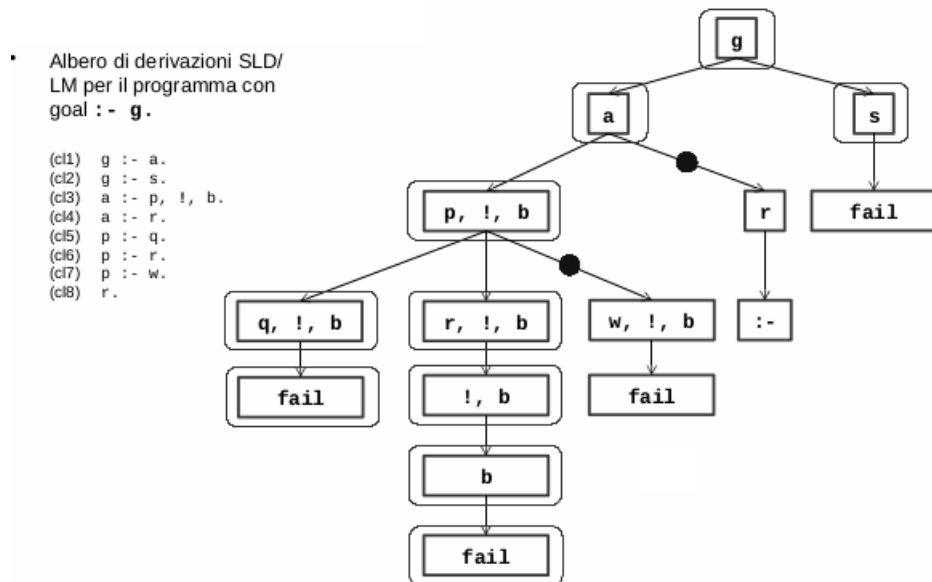 • Albero di derivazioni SLD/
LM per il programma con
goal :- g.
(cl1) g :- a.
(cl2) g :- s.
(cl3) a :- p, !, b.
(cl4) a :- r.
(cl5) p :- q.
(cl6) p :- r.
(cl7) p :- w.
(cl8) r.
g
a
s
p, !, b
r
fail
q, !, b
r, !, b
w, !, b
:-
fail
!, b
fail
b
fail